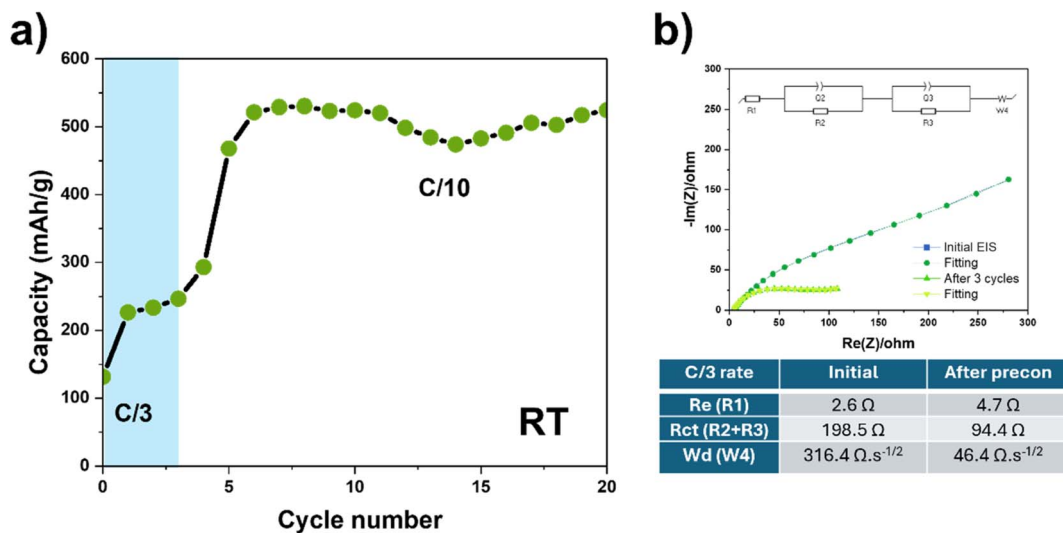 a)
600
500
400
300
200
100
0
Capacity (mAh/g)
C/3
C/10
RT
0
5
10
15
20
Cycle number
b)
300
250
200
150
100
50
0
-Im(Z)/ohm
R1
Q2
R2
Q3
R3
W
W4
Initial EIS
Fitting
After 3 cycles
Fitting
0
50
100
150
200
250
300
Re(Z)/ohm
C/3 rate Initial After precon
Re (R1) 2.6 Ω 4.7 Ω
Rct (R2+R3) 198.5 Ω 94.4 Ω
Wd (W4) 316.4 Ω.s⁻¹/² 46.4 Ω.s⁻¹/²